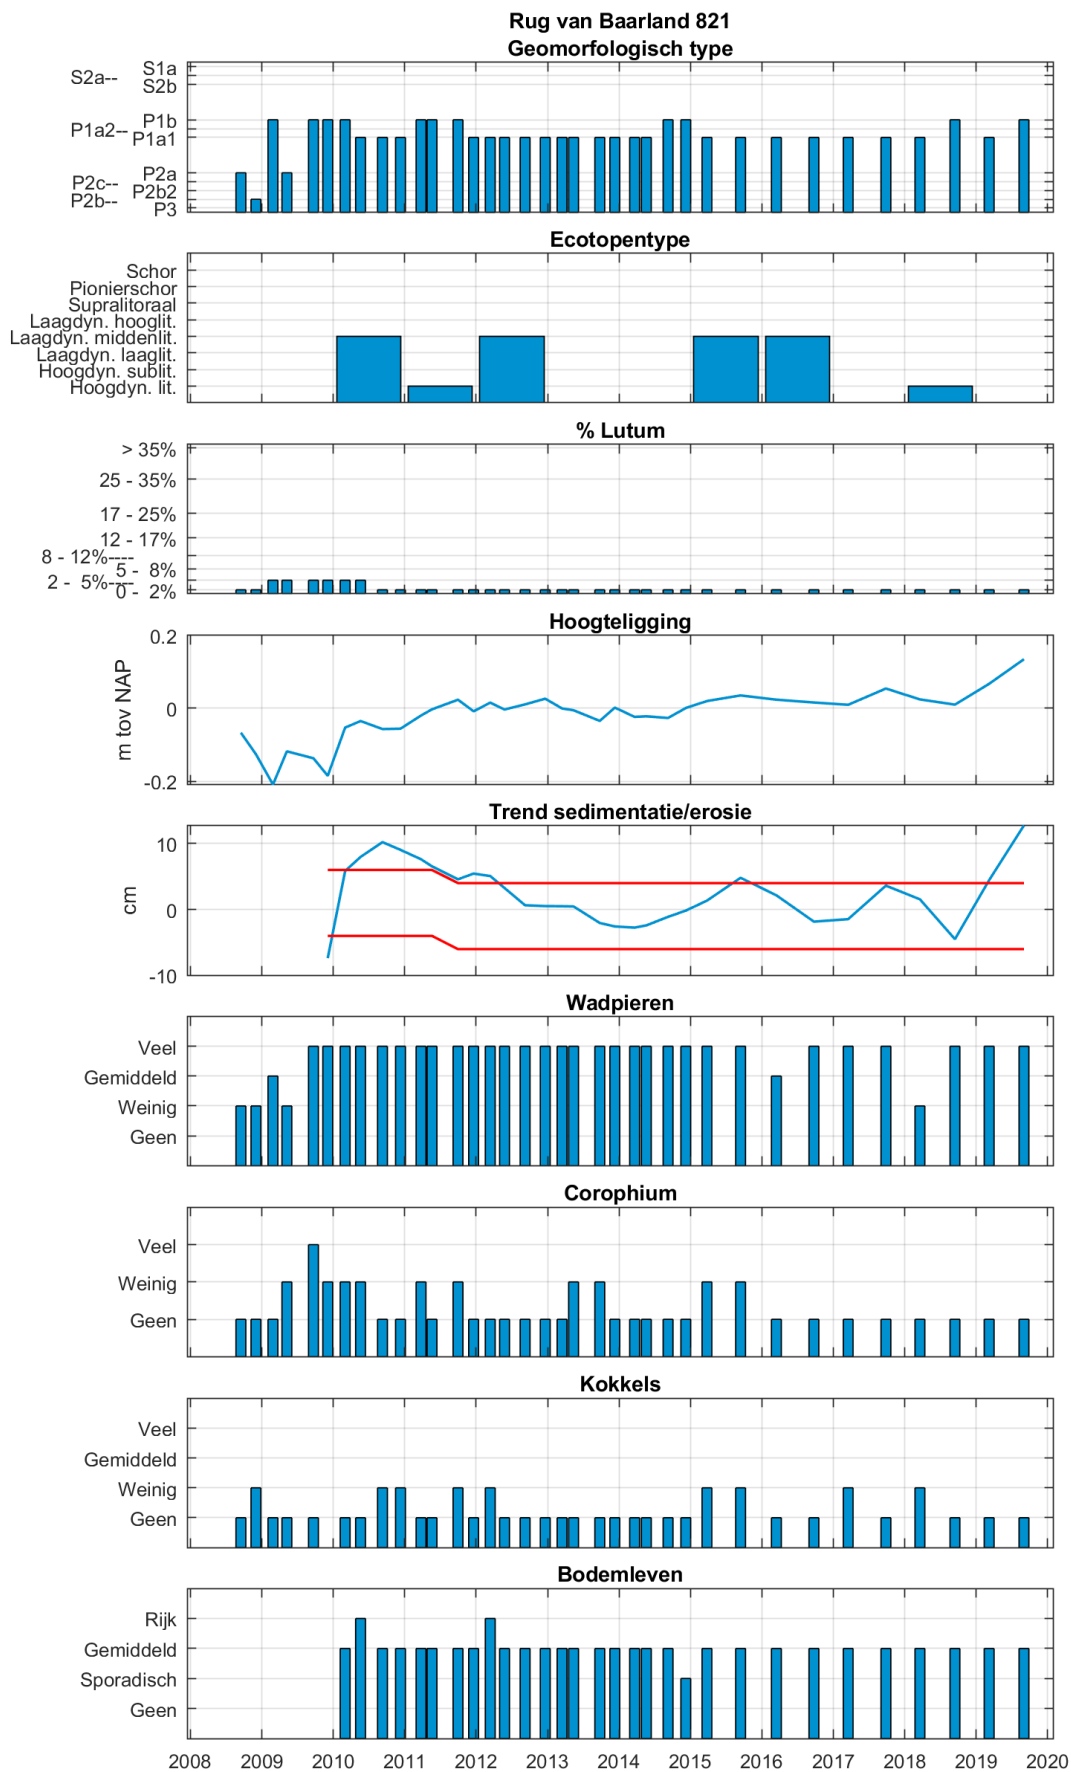 Rug van Baarland 821
Geomorfologisch type
S1a
S2a--
S2b
P1b
P1a2--
P1a1
P2a
P2c--
P2b2
P2b--
P3
Ecotopentype
Schor
Pionierschor
Supralitoraal
Laagdyn. hooglit.
Laagdyn. middenlit.
Laagdyn. laaglit.
Hoogdyn. sublit.
Hoogdyn. lit.
% Lutum
> 35%
25 - 35%
17 - 25%
12 - 17%
8 - 12%----
5 - 8%
2 - 5%----
0 - 2%
Hoogteligging
m tov NAP
0.2
0
-0.2
Trend sedimentatie/erosie
cm
10
0
-10
Wadpieren
Veel
Gemiddeld
Weinig
Geen
Corophium
Veel
Weinig
Geen
Kokkels
Veel
Gemiddeld
Weinig
Geen
Bodemleven
Rijk
Gemiddeld
Sporadisch
Geen
2008 2009 2010 2011 2012 2013 2014 2015 2016 2017 2018 2019 2020